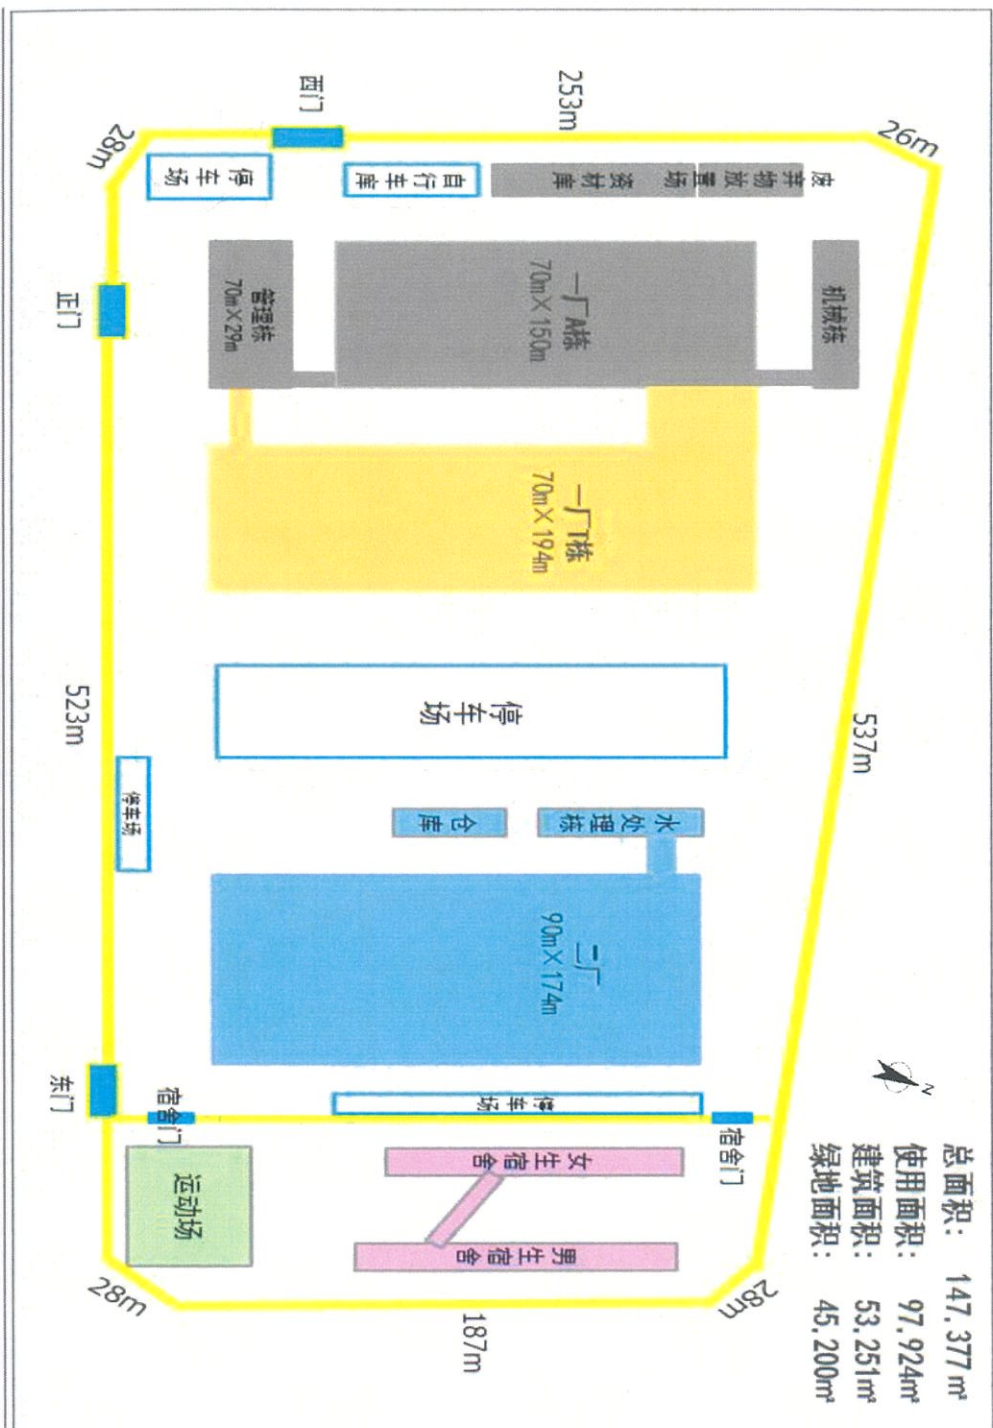 总面积： 147,377㎡
使用面积： 97,924㎡
建筑面积： 53,251㎡
绿地面积： 45,200㎡
N
26m
537m
28m
253m
187m
28m
523m
28m
西门
正门
东门
宿舍门
宿舍门
废弃物放置场
资材库
自行车库
停车场
机械栋
一厂A栋
70m×150m
管理栋
70m×29m
一厂T栋
70m×194m
停车场
停车场
水处理栋
仓库
二厂
90m×174m
停车场
女生宿舍
男生宿舍
运动场